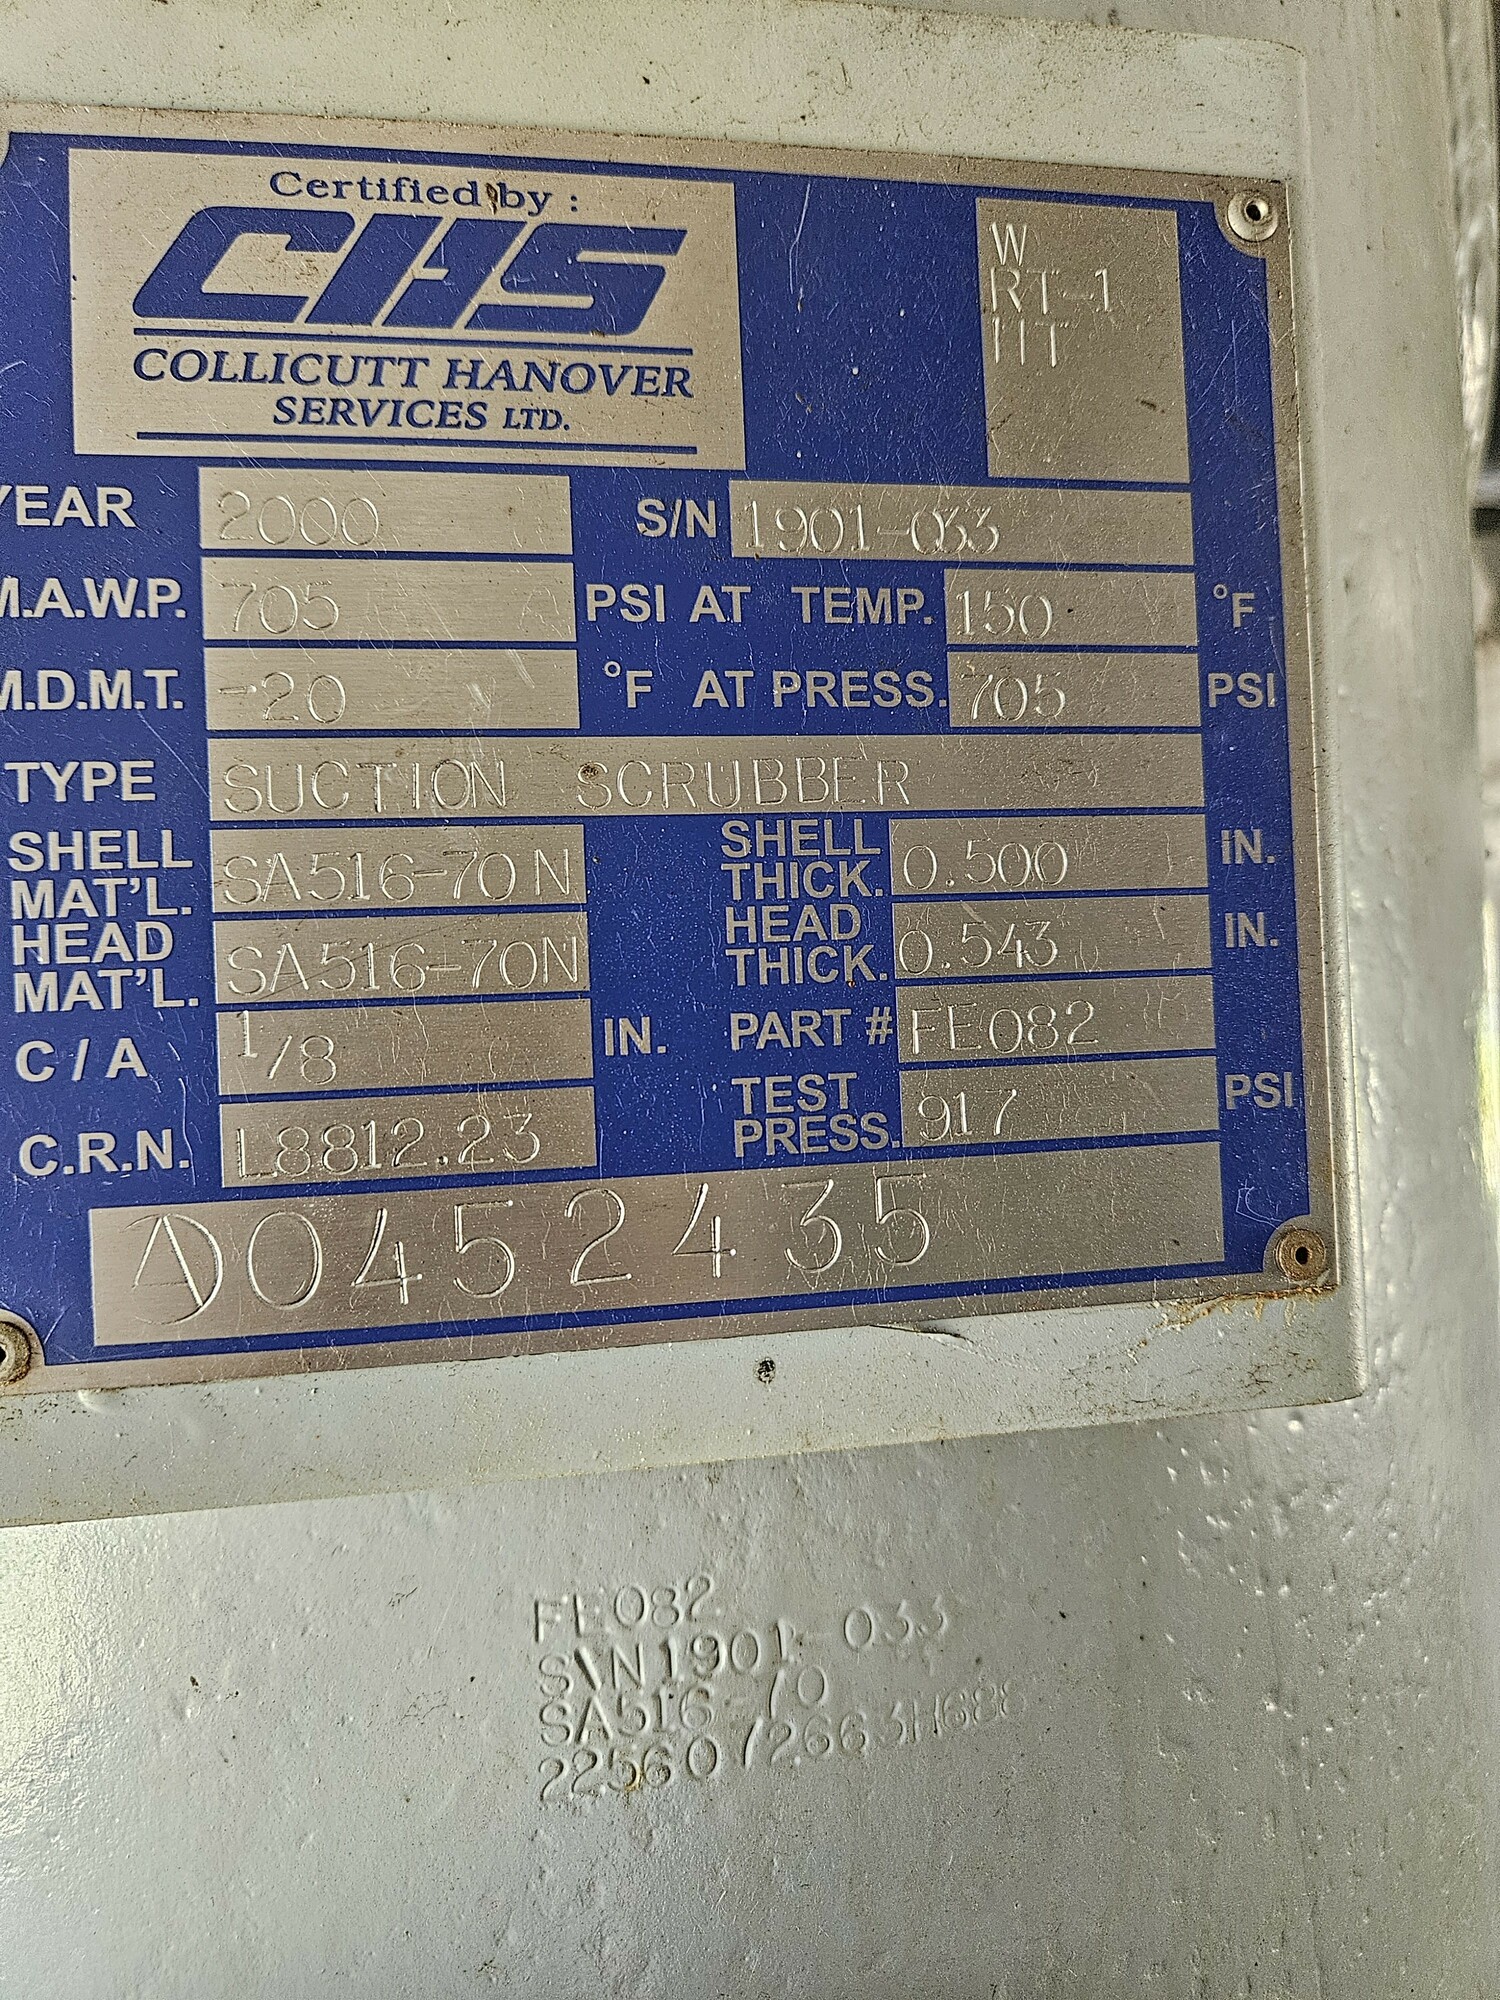 Certified by :
CHS
COLLICUTT HANOVER
SERVICES LTD.
W
RT-1
HT
YEAR 2000 S/N 1901-033
M.A.W.P. 705 PSI AT TEMP. 150 °F
M.D.M.T. -20 °F AT PRESS. 705 PSI
TYPE SUCTION SCRUBBER
SHELL MAT'L. SA516-70N SHELL THICK. 0.500 IN.
HEAD MAT'L. SA516-70N HEAD THICK. 0.543 IN.
C/A 1/8 IN. PART # FE082
C.R.N. L8812.23 TEST PRESS. 917 PSI
A0452435
FE082
S\N1901-033
SA516-70